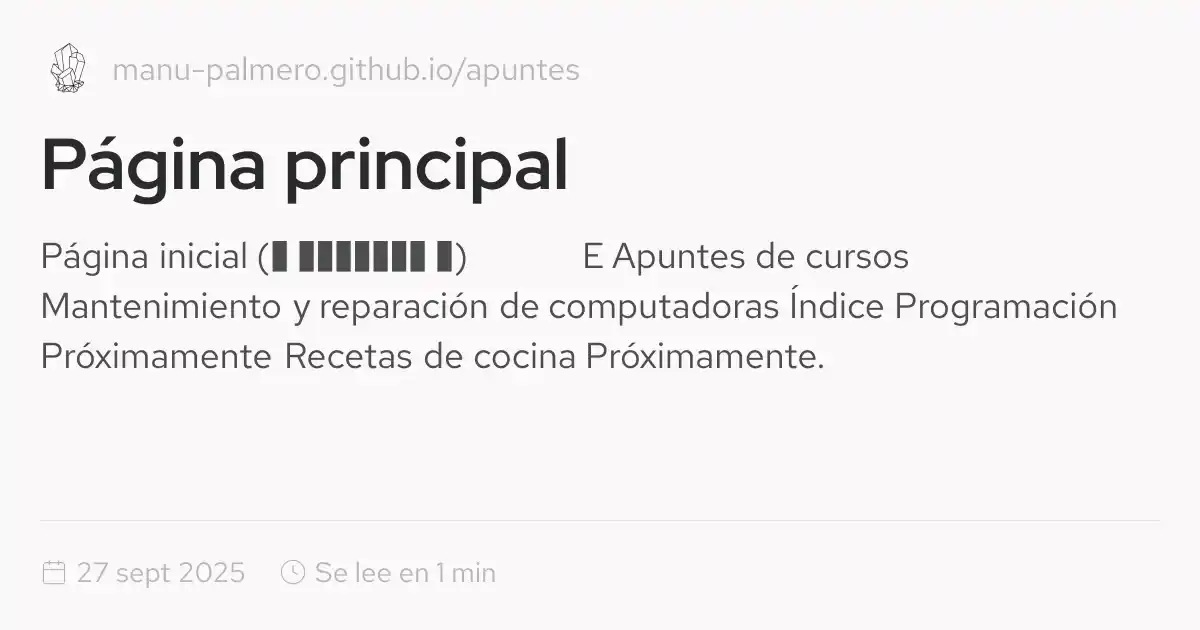 manu-palmero.github.io/apuntes
Página principal
Página inicial (▮ ▮▮▮▮▮▮▮ ▮) E Apuntes de cursos
Mantenimiento y reparación de computadoras Índice Programación
Próximamente Recetas de cocina Próximamente.
27 sept 2025 Se lee en 1 min